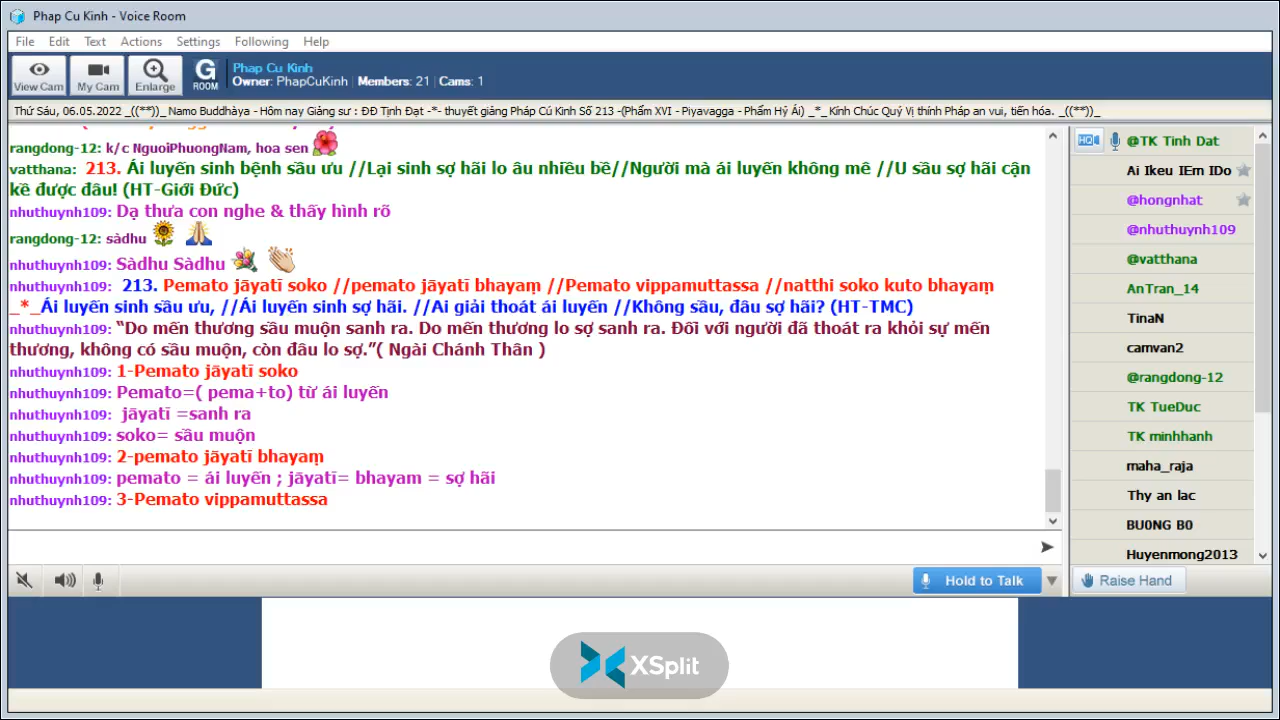 Phap Cu Kinh - Voice Room
File Edit Text Actions Settings Following Help
View Cam My Cam Enlarge G ROOM
Phap Cu Kinh
Owner: PhapCuKinh | Members: 21 | Cams: 1
Thứ Sáu, 06.05.2022 _((**))_ Namo Buddhàya - Hôm nay Giảng sư : ĐĐ Tịnh Đạt -*- thuyết giảng Pháp Cú Kinh Số 213 -(Phẩm XVI - Piyavagga - Phẩm Hỷ Ái) _*_ Kính Chúc Quý Vị thính Pháp an vui, tiến hóa. _((**))_
rangdong-12: k/c NguoiPhuongNam, hoa sen
vatthana: 213. Ái luyến sinh bệnh sầu ưu //Lại sinh sợ hãi lo âu nhiều bề//Người mà ái luyến không mê //U sầu sợ hãi cận
kề được đâu! (HT-Giới Đức)
nhuthuynh109: Dạ thưa con nghe & thấy hình rõ
rangdong-12: sàdhu
nhuthuynh109: Sàdhu Sàdhu
nhuthuynh109: 213. Pemato jāyatī soko //pemato jāyatī bhayaṃ //Pemato vippamuttassa //natthi soko kuto bhayaṃ
_*_Ái luyến sinh sầu ưu, //Ái luyến sinh sợ hãi. //Ai giải thoát ái luyến //Không sầu, đâu sợ hãi? (HT-TMC)
nhuthuynh109: “Do mến thương sầu muộn sanh ra. Do mến thương lo sợ sanh ra. Đối với người đã thoát ra khỏi sự mến
thương, không có sầu muộn, còn đâu lo sợ.”( Ngài Chánh Thân )
nhuthuynh109: 1-Pemato jāyatī soko
nhuthuynh109: Pemato=( pema+to) từ ái luyến
nhuthuynh109: jāyatī =sanh ra
nhuthuynh109: soko= sầu muộn
nhuthuynh109: 2-pemato jāyatī bhayaṃ
nhuthuynh109: pemato = ái luyến ; jāyatī= bhayam = sợ hãi
nhuthuynh109: 3-Pemato vippamuttassa
Hold to Talk
HD @TK Tinh Dat
Ai Ikeu IEm IDo
@hongnhat
@nhuthuynh109
@vatthana
AnTran_14
TinaN
camvan2
@rangdong-12
TK TueDuc
TK minhhanh
maha_raja
Thy an lac
BU0NG B0
Huyenmong2013
Raise Hand
XSplit